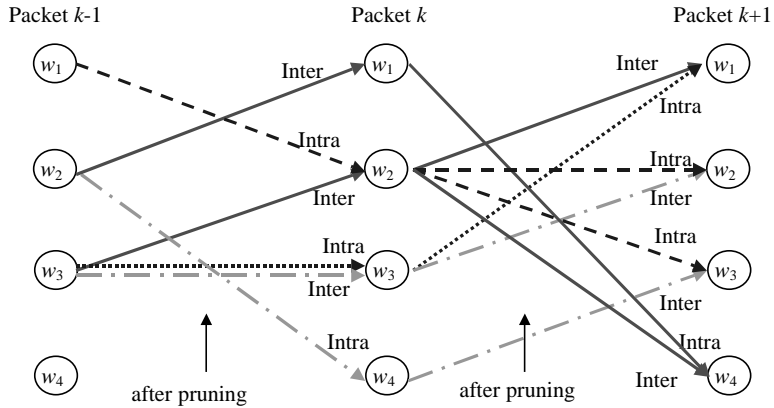 Packet k-1 Packet k Packet k+1
w1 Inter w1 Inter w1
Intra
Intra Intra
w2 w2 w2
Inter Inter
Intra Intra
w3 w3 w3
Inter Inter
Intra Intra
w4 w4 w4
Inter
after pruning after pruning